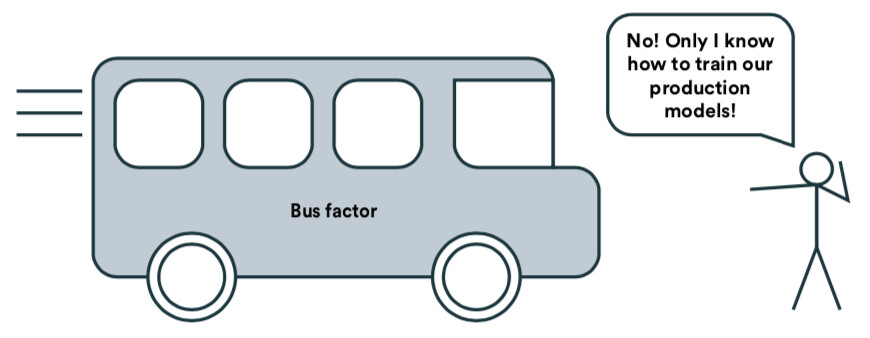 No! Only I know
how to train our
production
models!
Bus factor